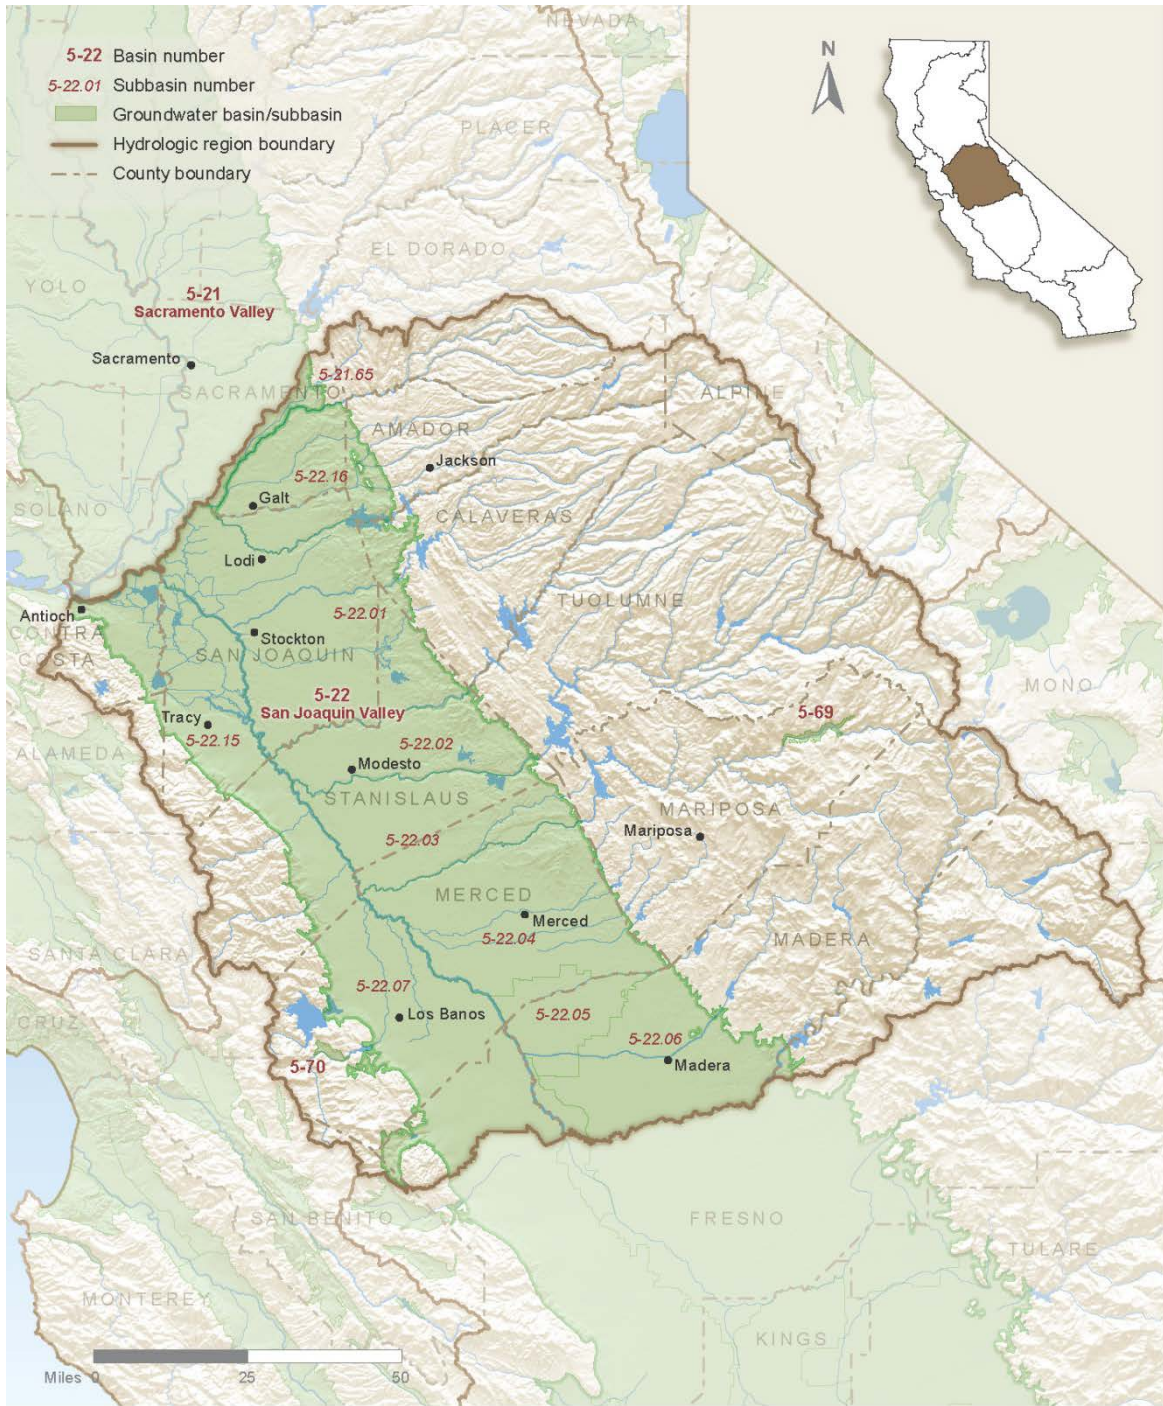 5-22 Basin number
5-22.01 Subbasin number
Groundwater basin/subbasin
Hydrologic region boundary
County boundary
N
NEVADA
PLACER
EL DORADO
YOLO
5-21
Sacramento Valley
Sacramento
SACRAMENTO
5-21.65
ALPINE
AMADOR
Jackson
5-22.16
Galt
SOLANO
CALAVERAS
Lodi
TUOLUMNE
Antioch
5-22.01
CONTRA
COSTA
Stockton
SAN JOAQUIN
MONO
5-22
San Joaquin Valley
5-69
Tracy
5-22.15
5-22.02
ALAMEDA
Modesto
STANISLAUS
MARIPOSA
Mariposa
5-22.03
MERCED
Merced
5-22.04
MADERA
SANTA CLARA
5-22.07
Los Banos
5-22.05
CRUZ
5-22.06
Madera
5-70
SAN BENITO
FRESNO
TULARE
MONTEREY
KINGS
Miles 0 25 50